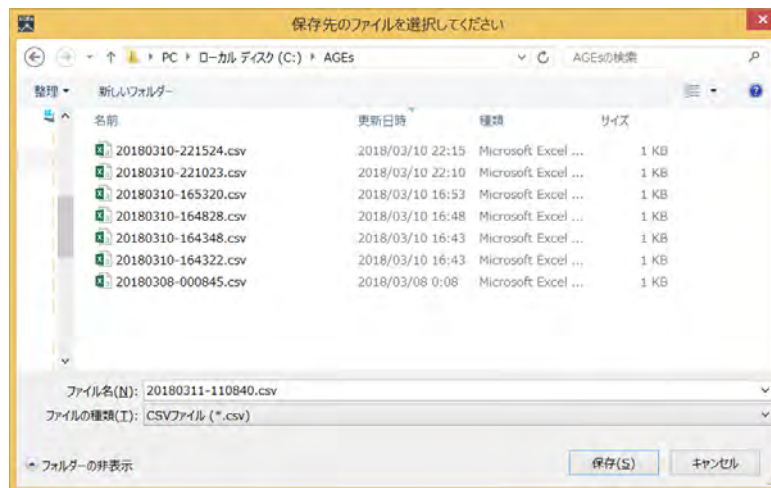 保存先のファイルを選択してください
PC ローカル ディスク (C:) AGEs
AGEsの検索
整理 新しいフォルダー
名前 更新日時 種類 サイズ
20180310-221524.csv 2018/03/10 22:15 Microsoft Excel ... 1 KB
20180310-221023.csv 2018/03/10 22:10 Microsoft Excel ... 1 KB
20180310-165320.csv 2018/03/10 16:53 Microsoft Excel ... 1 KB
20180310-164828.csv 2018/03/10 16:48 Microsoft Excel ... 1 KB
20180310-164348.csv 2018/03/10 16:43 Microsoft Excel ... 1 KB
20180310-164322.csv 2018/03/10 16:43 Microsoft Excel ... 1 KB
20180308-000845.csv 2018/03/08 0:08 Microsoft Excel ... 1 KB
ファイル名(N): 20180311-110840.csv
ファイルの種類(T): CSVファイル (*.csv)
フォルダーの非表示 保存(S) キャンセル